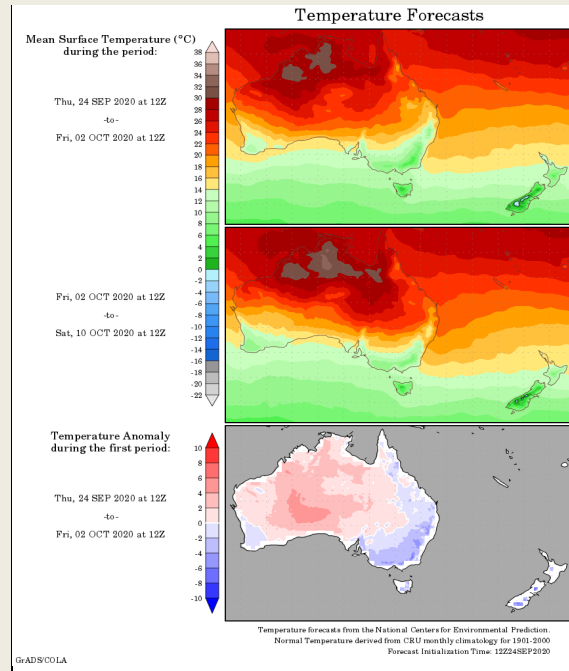 Temperature Forecasts
Mean Surface Temperature (°C)
during the period:
Thu, 24 SEP 2020 at 12Z
-to-
Fri, 02 OCT 2020 at 12Z
38
36
34
32
30
28
26
24
22
20
18
16
14
12
10
8
6
4
2
0
-2
-4
-6
-8
-10
-12
-14
-16
-18
-20
-22
Fri, 02 OCT 2020 at 12Z
-to-
Sat, 10 OCT 2020 at 12Z
Temperature Anomaly
during the first period:
Thu, 24 SEP 2020 at 12Z
-to-
Fri, 02 OCT 2020 at 12Z
10
8
6
4
2
0
-2
-4
-6
-8
-10
Temperature forecasts from the National Centers for Environmental Prediction.
Normal Temperature derived from CRU monthly climatology for 1901-2000
Forecast Initialization Time: 12Z24SEP2020
GrADS/COLA